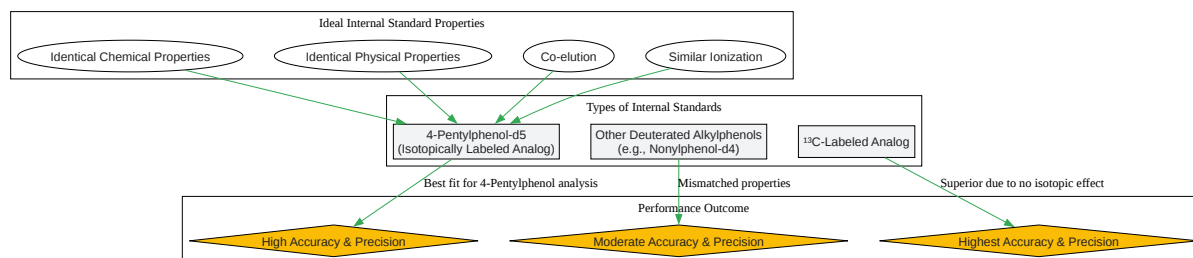 Ideal Internal Standard Properties
Identical Chemical Properties
Identical Physical Properties
Co-elution
Similar Ionization
Types of Internal Standards
4-Pentylphenol-d5
(Isotopically Labeled Analog)
Other Deuterated Alkylphenols
(e.g., Nonylphenol-d4)
¹³C-Labeled Analog
Best fit for 4-Pentylphenol analysis
Mismatched properties
Superior due to no isotopic effect
Performance Outcome
High Accuracy & Precision
Moderate Accuracy & Precision
Highest Accuracy & Precision